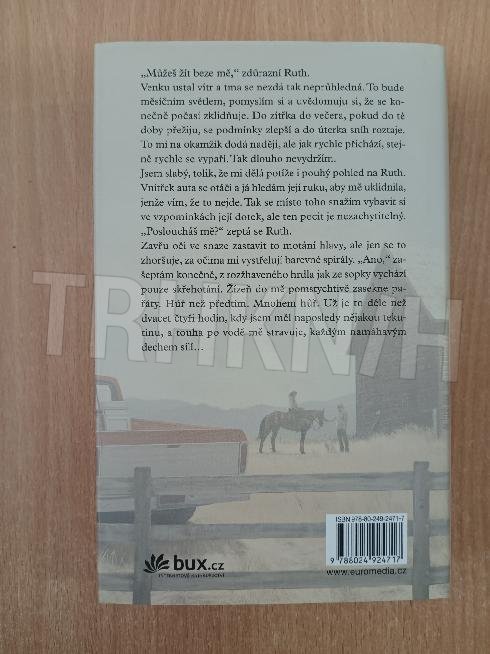 „Můžeš žít beze mě,“ zdůrazní Ruth.
Venku ustal vítr a tma se nezdá tak neprůhledná. To bude
měsíčním světlem, pomyslím si a uvědomuju si, že se ko-
nečně počasí zklidňuje. Do zítřka do večera, pokud do té
doby přežiju, se podmínky zlepší a do úterka sníh roztaje.
To mi na okamžik dodá naději, ale jak rychle přichází, stej-
ně rychle se vypaří. Tak dlouho nevydržím.
Jsem slabý, tolik, že mi dělá potíže i pouhý pohled na Ruth.
Vnitřek auta se otáčí a já hledám její ruku, aby mě uklidnila,
jenže vím, že to nejde. Tak se místo toho snažím vybavit si
ve vzpomínkách její dotek, ale ten pocit je nezachytitelný.
„Posloucháš mě?“ zeptá se Ruth.
Zavřu oči ve snaze zastavit to motání hlavy, ale jen se to
zhoršuje, za očima mi vystřelují barevné spirály. „Ano,“ za-
šeptám konečně, z rozžhaveného hrdla jak ze sopky vychází
pouze skřehotání. Žízeň do mě pomstychtivě zasekne pa-
řáty. Hůř než předtím. Mnohem hůř. Už je to déle než
dvacet čtyři hodin, kdy jsem měl naposledy nějakou teku-
tinu, a touha po vodě mě stravuje, každým namáhavým
dechem sílí…
TRHKNIH
ISBN 978-80-249-2471-7
9 788024 924717
bux.cz
INTERNETOVÉ KNIHKUPECTVÍ
www.euromedia.cz